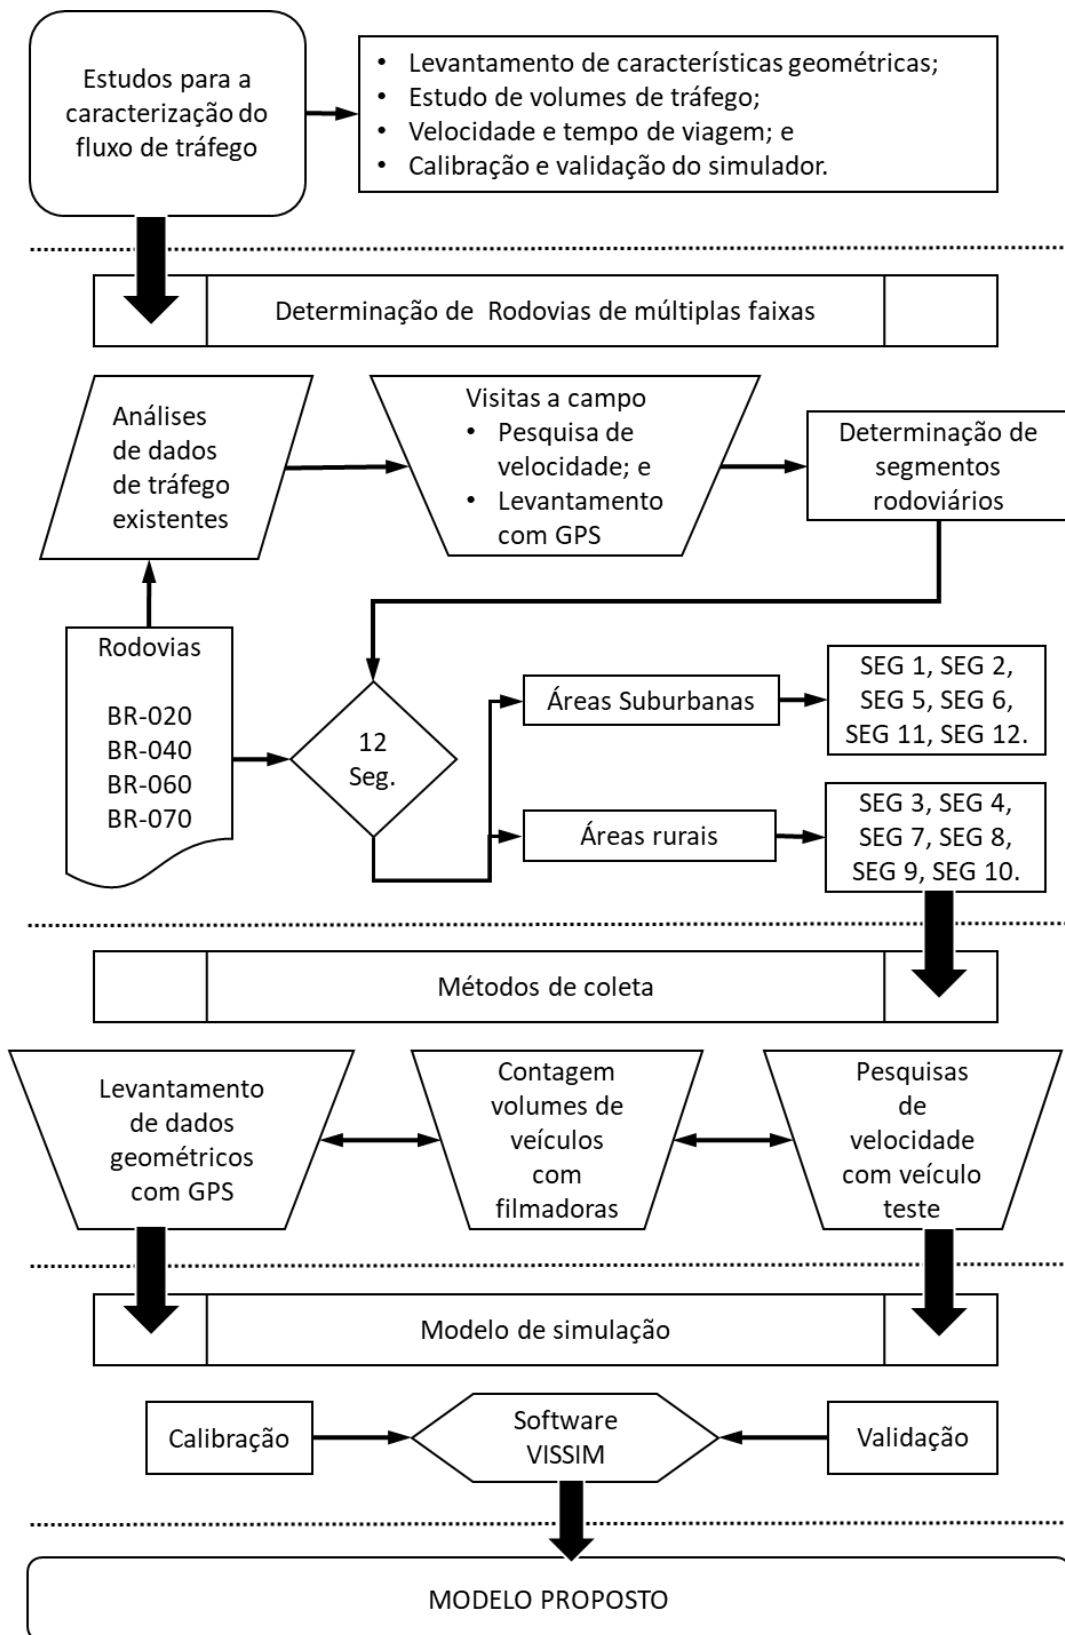 Estudos para a
caracterização do
fluxo de tráfego
• Levantamento de características geométricas;
• Estudo de volumes de tráfego;
• Velocidade e tempo de viagem; e
• Calibração e validação do simulador.
Determinação de Rodovias de múltiplas faixas
Análises
de dados
de tráfego
existentes
Visitas a campo
• Pesquisa de
velocidade; e
• Levantamento
com GPS
Determinação de
segmentos
rodoviários
Rodovias
BR-020
BR-040
BR-060
BR-070
12
Seg.
Áreas Suburbanas
SEG 1, SEG 2,
SEG 5, SEG 6,
SEG 11, SEG 12.
Áreas rurais
SEG 3, SEG 4,
SEG 7, SEG 8,
SEG 9, SEG 10.
Métodos de coleta
Levantamento
de dados
geométricos
com GPS
Contagem
volumes de
veículos
com
filmadoras
Pesquisas
de
velocidade
com veículo
teste
Modelo de simulação
Calibração
Software
VISSIM
Validação
MODELO PROPOSTO